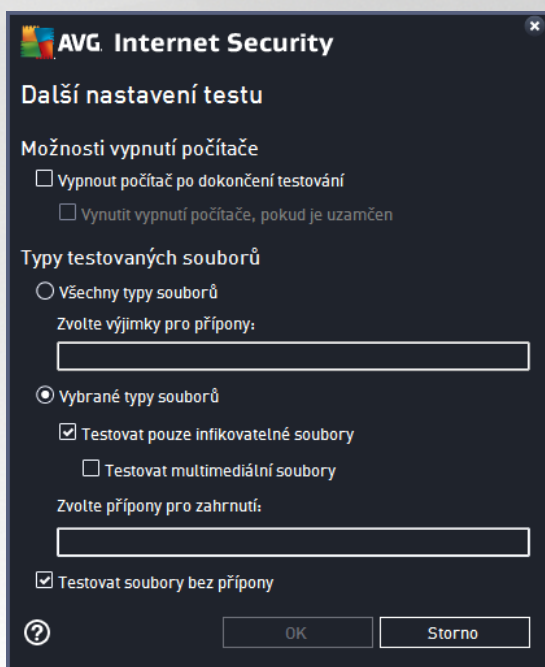 AVG. Internet Security
Další nastavení testu
Možnosti vypnutí počítače
Vypnout počítač po dokončení testování
Vynutit vypnutí počítače, pokud je uzamčen
Typy testovaných souborů
Všechny typy souborů
Zvolte výjimky pro přípony:
Vybrané typy souborů
Testovat pouze infikovatelné soubory
Testovat multimediální soubory
Zvolte přípony pro zahrnutí:
Testovat soubory bez přípony
?
OK
Storno